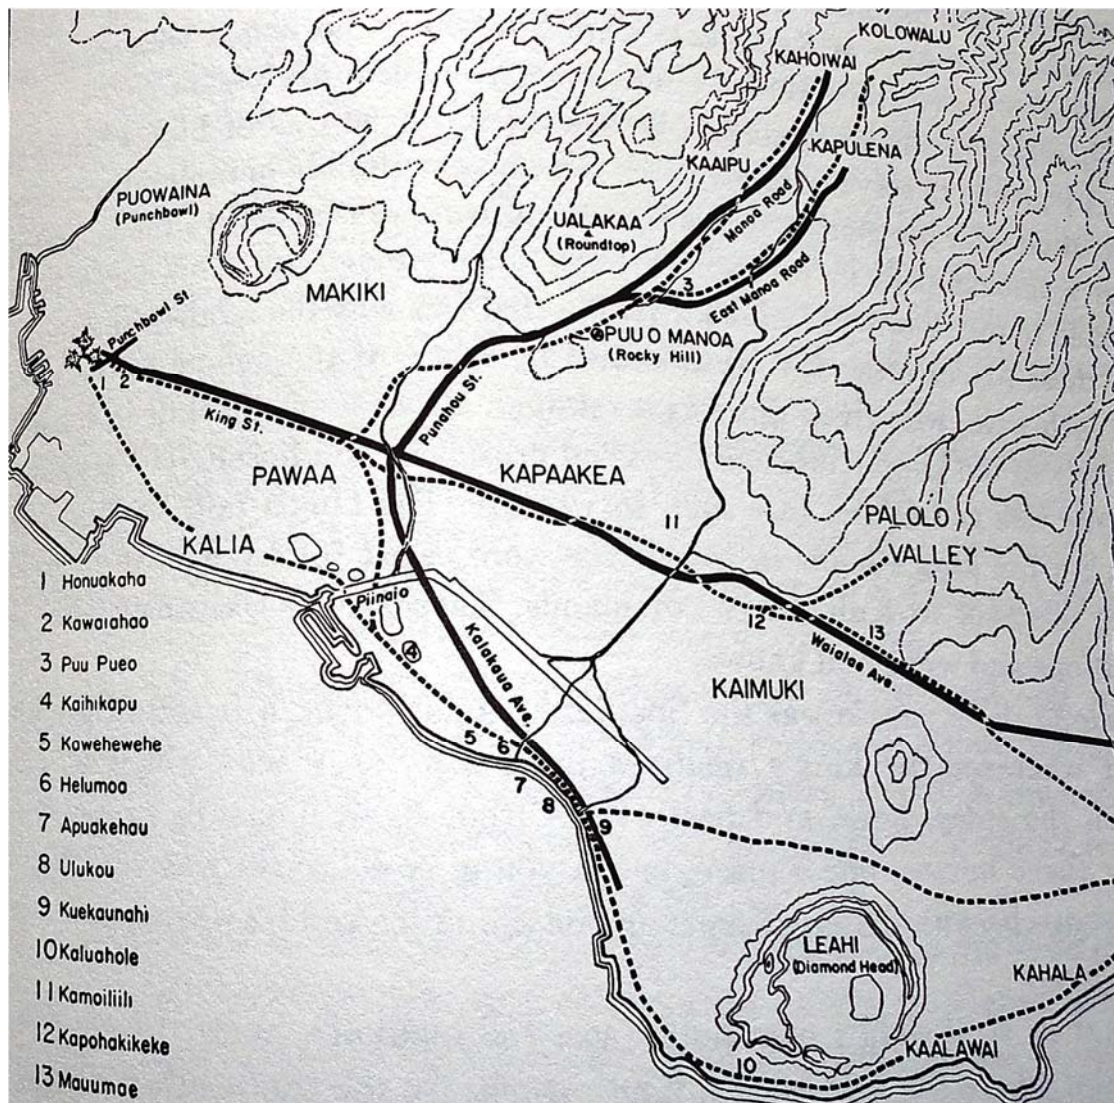 KOLOWALU
KAHOIWAI
KAAIPU
KAPULENA
PUOWAINA
(Punchbowl)
UALAKAA
(Roundtop)
Manoa Road
MAKIKI
3
East Manoa Road
Punchbowl St.
PUU O MANOA
(Rocky Hill)
1 2
King St.
Punahou St.
PAWAA
KAPAAKEA
11
PALOLO
VALLEY
KALIA
Piinaio
4
12
13
Waialae Ave.
Kalakaua Ave.
KAIMUKI
5
6
7
8
9
LEAHI
(Diamond Head)
KAHALA
KAALAWAI
10
1 Honuakaha
2 Kawaiahao
3 Puu Pueo
4 Kaihikapu
5 Kawehewehe
6 Helumoa
7 Apuakehau
8 Ulukou
9 Kuekaunahi
10 Kaluahole
11 Kamoiliili
12 Kapohakikeke
13 Mauumae